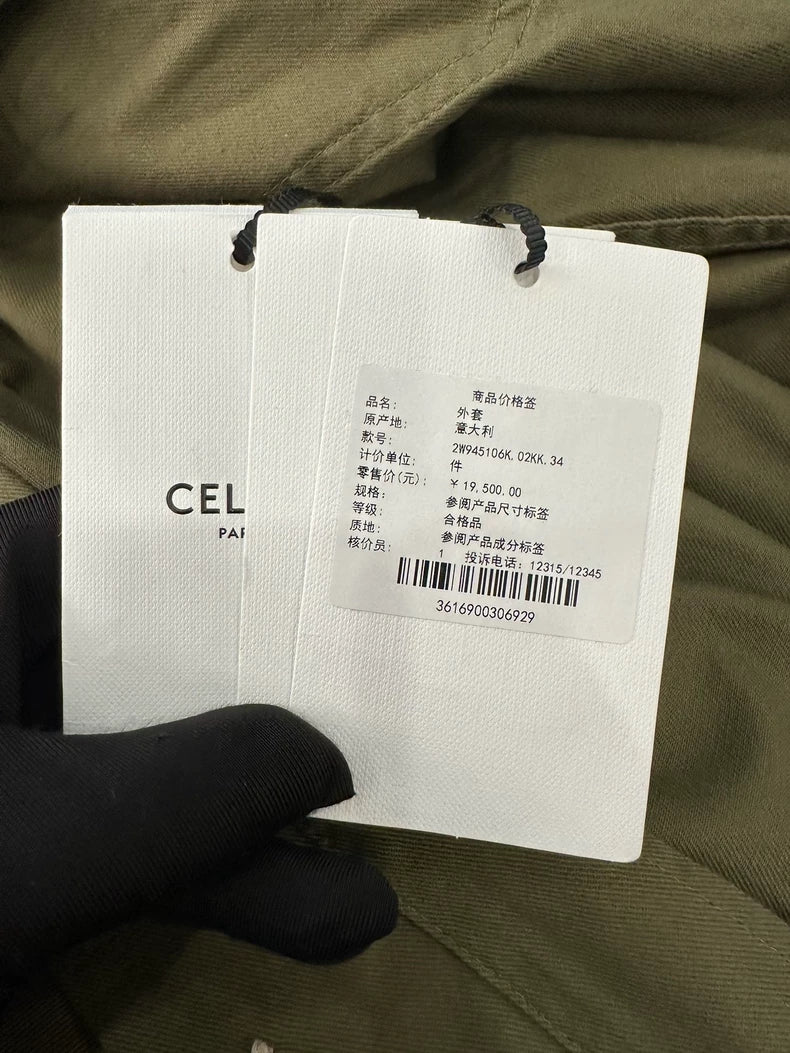 CEL
PAR
商品价格签
品名： 外套
原产地： 意大利
款号： 2W945106K.02KK.34
计价单位： 件
零售价(元)： ￥19,500.00
规格： 参阅产品尺寸标签
等级： 合格品
质地： 参阅产品成分标签
核价员： 1 投诉电话：12315/12345
3616900306929